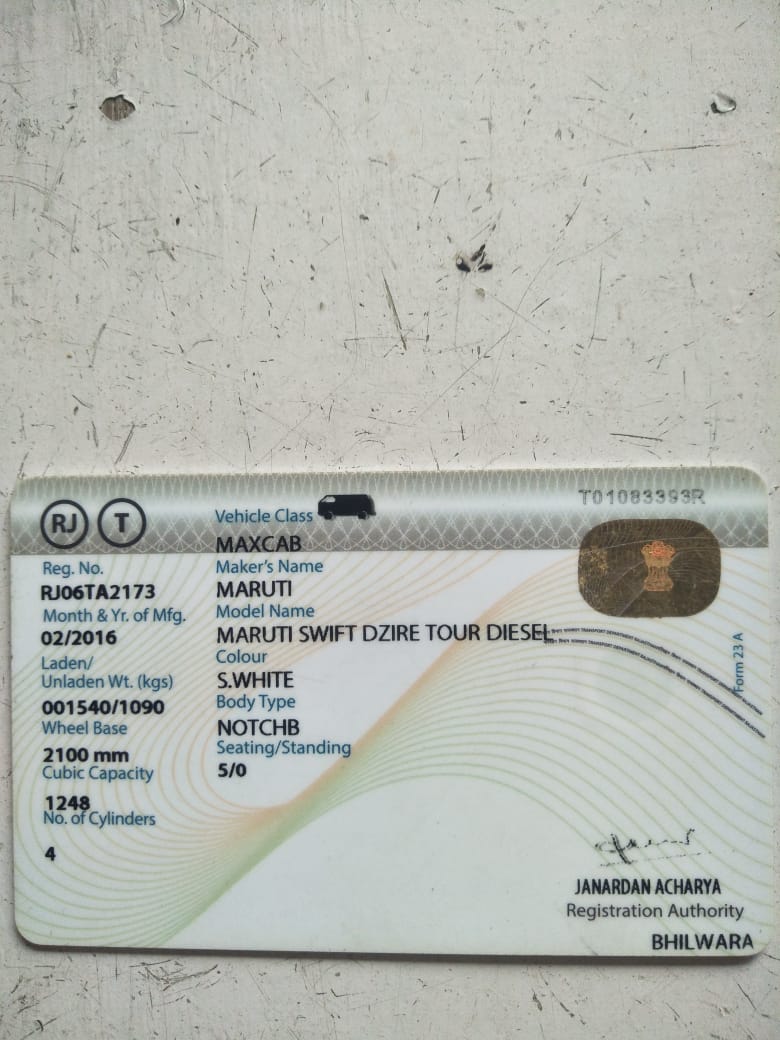 RJ T
T01083393R
Vehicle Class
MAXCAB
Reg. No.
RJ06TA2173
Maker's Name
MARUTI
Month & Yr. of Mfg.
02/2016
Model Name
MARUTI SWIFT DZIRE TOUR DIESEL
Laden/
Unladen Wt. (kgs)
001540/1090
Colour
S.WHITE
Wheel Base
2100 mm
Body Type
NOTCHB
Cubic Capacity
1248
Seating/Standing
5/0
No. of Cylinders
4
Form 23 A
JANARDAN ACHARYA
Registration Authority
BHILWARA